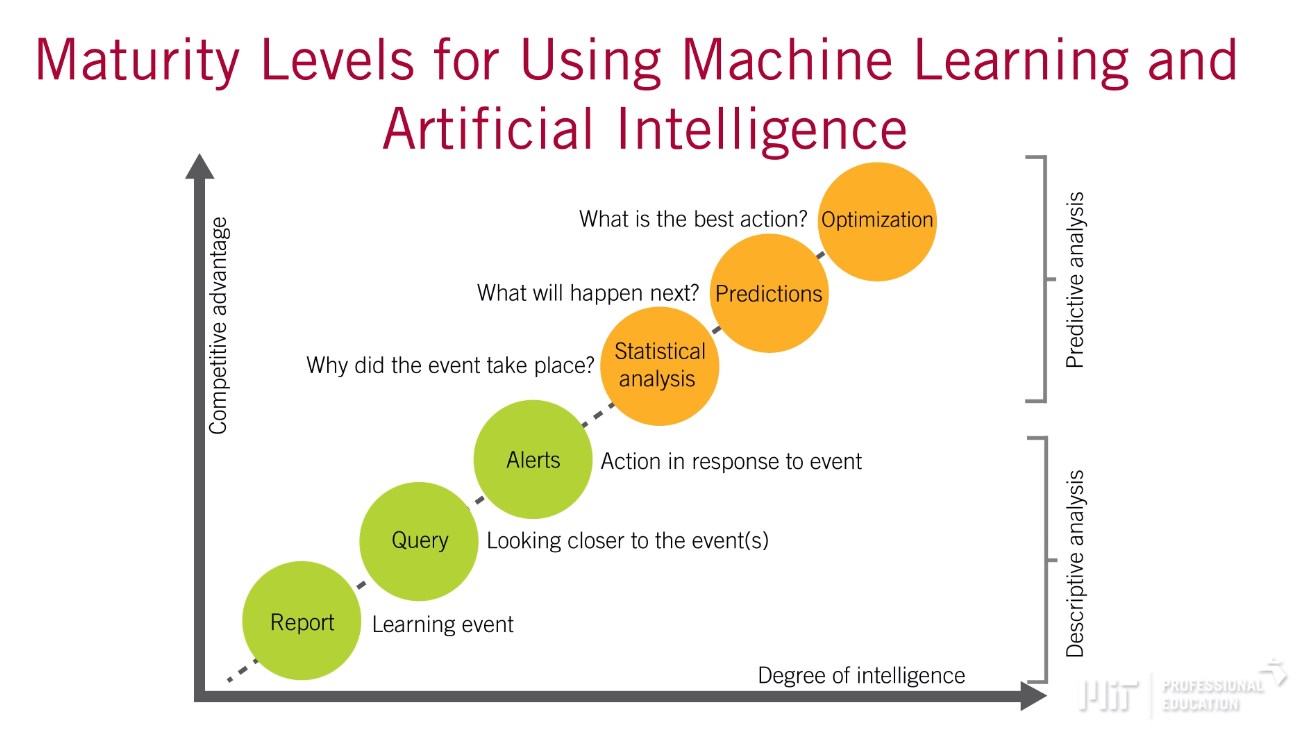 Maturity Levels for Using Machine Learning and
Artificial Intelligence
Competitive advantage
What is the best action?
Optimization
What will happen next?
Predictions
Why did the event take place?
Statistical
analysis
Alerts
Action in response to event
Query
Looking closer to the event(s)
Report
Learning event
Degree of intelligence
Predictive analysis
Descriptive analysis
MIT
PROFESSIONAL
EDUCATION